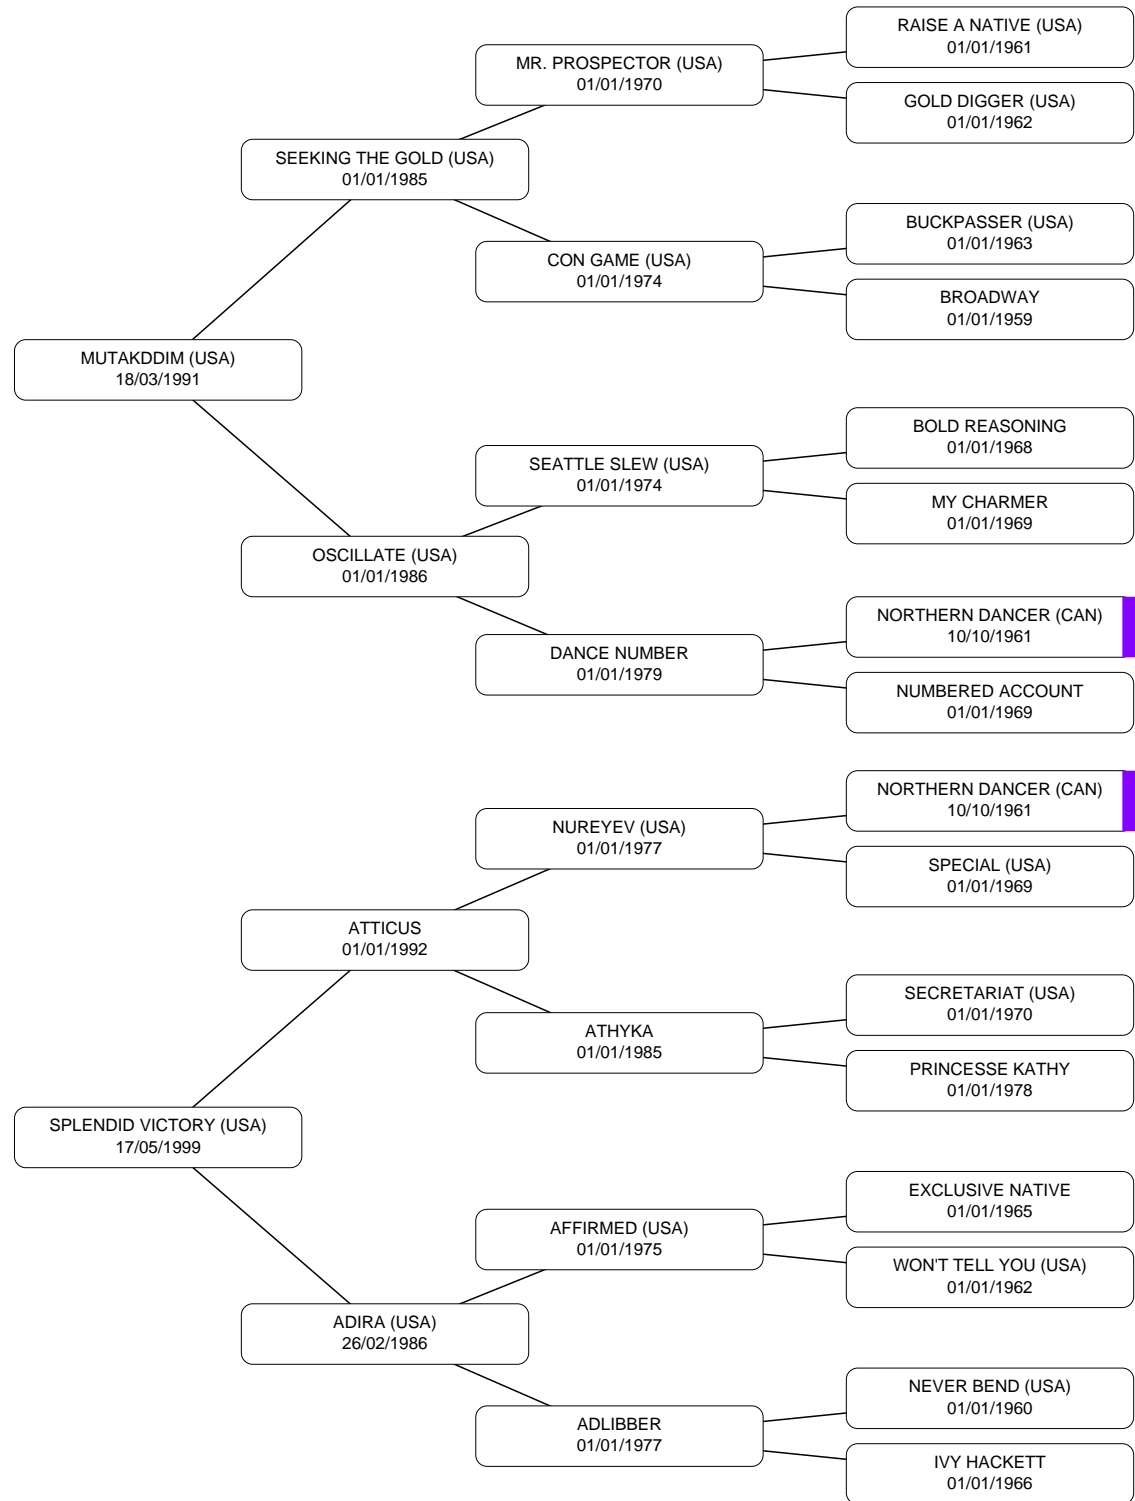 RAISE A NATIVE (USA)
01/01/1961
MR. PROSPECTOR (USA)
01/01/1970
GOLD DIGGER (USA)
01/01/1962
SEEKING THE GOLD (USA)
01/01/1985
BUCKPASSER (USA)
01/01/1963
CON GAME (USA)
01/01/1974
BROADWAY
01/01/1959
MUTAKDDIM (USA)
18/03/1991
BOLD REASONING
01/01/1968
SEATTLE SLEW (USA)
01/01/1974
MY CHARMER
01/01/1969
OSCILLATE (USA)
01/01/1986
NORTHERN DANCER (CAN)
10/10/1961
DANCE NUMBER
01/01/1979
NUMBERED ACCOUNT
01/01/1969
NORTHERN DANCER (CAN)
10/10/1961
NUREYEV (USA)
01/01/1977
SPECIAL (USA)
01/01/1969
ATTICUS
01/01/1992
SECRETARIAT (USA)
01/01/1970
ATHYKA
01/01/1985
PRINCESSE KATHY
01/01/1978
SPLENDID VICTORY (USA)
17/05/1999
EXCLUSIVE NATIVE
01/01/1965
AFFIRMED (USA)
01/01/1975
WON'T TELL YOU (USA)
01/01/1962
ADIRA (USA)
26/02/1986
NEVER BEND (USA)
01/01/1960
ADLIBBER
01/01/1977
IVY HACKETT
01/01/1966